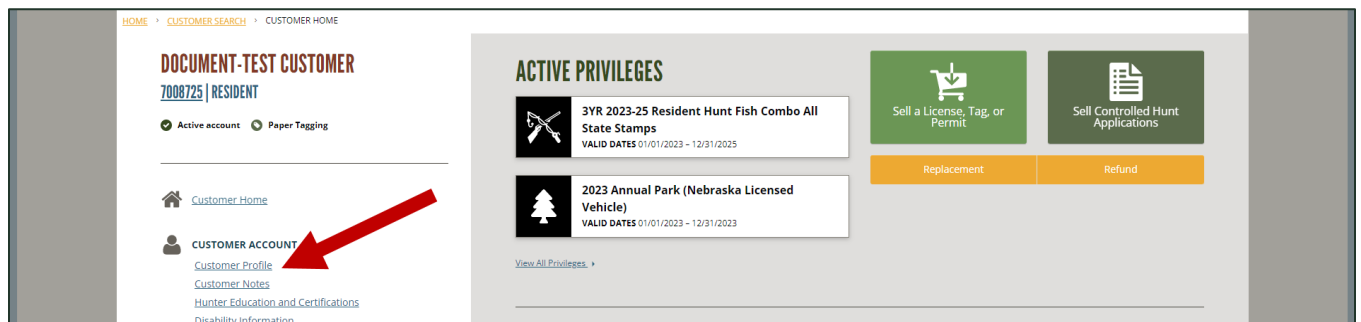 HOME > CUSTOMER SEARCH > CUSTOMER HOME
DOCUMENT-TEST CUSTOMER
7008725 | RESIDENT
Active account Paper Tagging
Customer Home
CUSTOMER ACCOUNT
Customer Profile
Customer Notes
Hunter Education and Certifications
Disability Information
ACTIVE PRIVILEGES
3YR 2023-25 Resident Hunt Fish Combo All
State Stamps
VALID DATES 01/01/2023 – 12/31/2025
2023 Annual Park (Nebraska Licensed
Vehicle)
VALID DATES 01/01/2023 – 12/31/2023
View All Privileges
Sell a License, Tag, or
Permit
Sell Controlled Hunt
Applications
Replacement
Refund